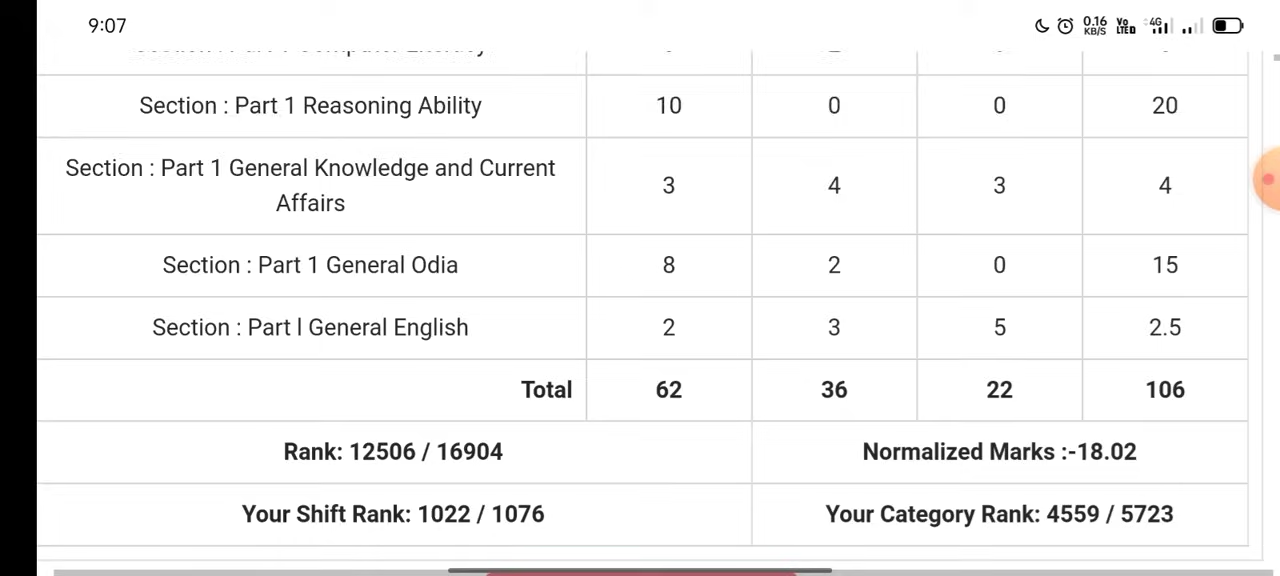 9:07 0.16 KB/S Vo LTE 4G
Section : Part 1 Reasoning Ability 10 0 0 20
Section : Part 1 General Knowledge and Current
Affairs 3 4 3 4
Section : Part 1 General Odia 8 2 0 15
Section : Part l General English 2 3 5 2.5
Total 62 36 22 106
Rank: 12506 / 16904 Normalized Marks :-18.02
Your Shift Rank: 1022 / 1076 Your Category Rank: 4559 / 5723